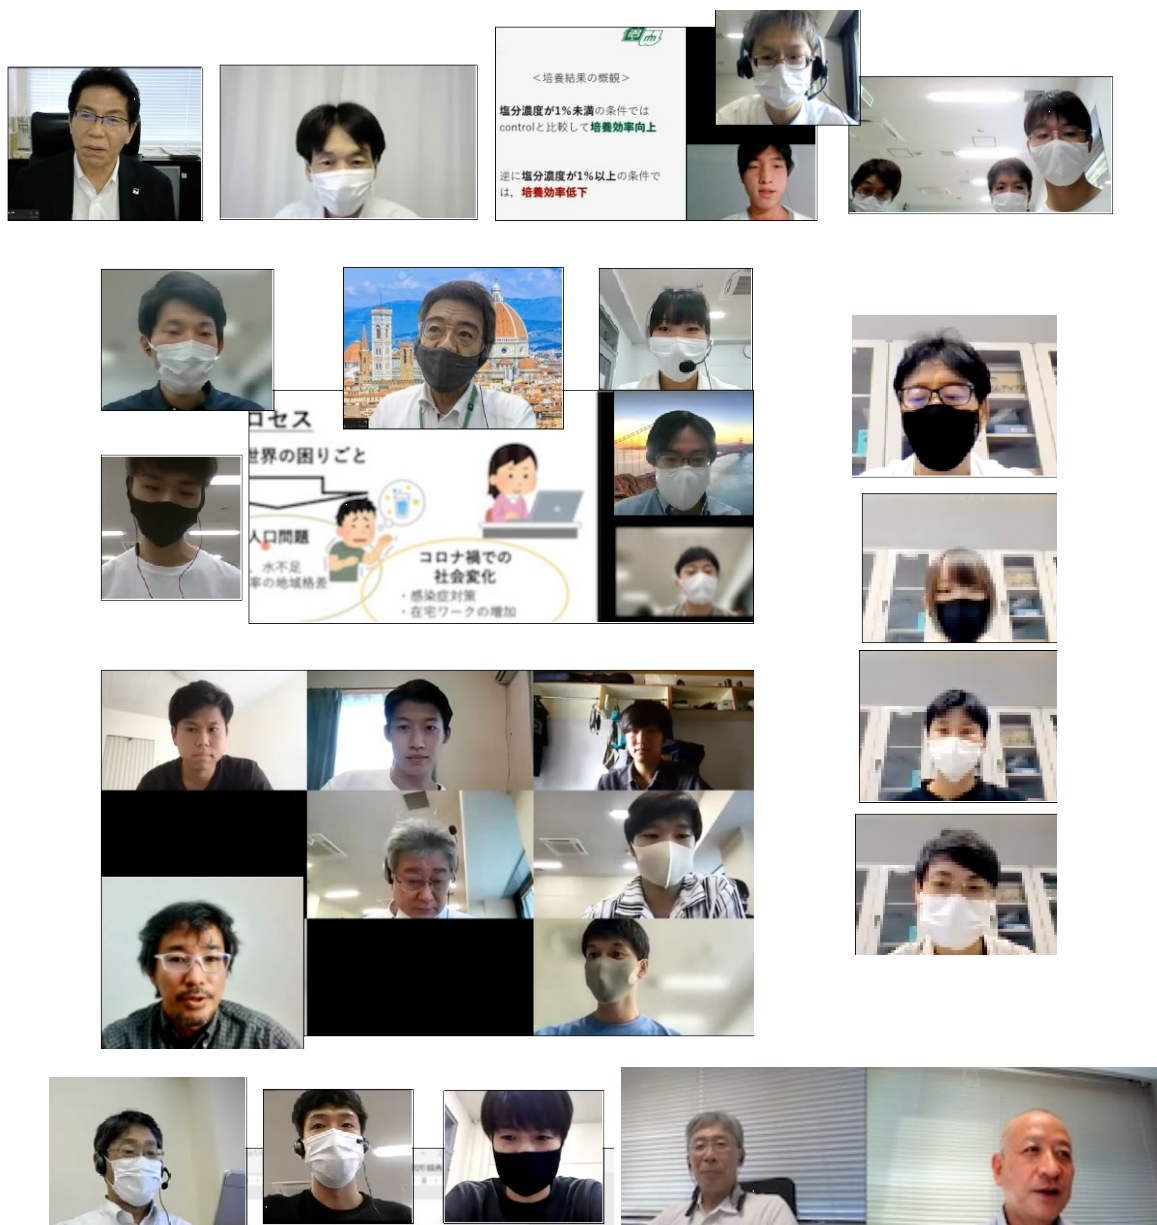 ＜培養結果の概観＞
塩分濃度が1%未満の条件では
controlと比較して培養効率向上
逆に塩分濃度が1%以上の条件で
は，培養効率低下
ロセス
世界の困りごと
人口問題
水不足
率の地域格差
コロナ禍での
社会変化
・感染症対策
・在宅ワークの増加